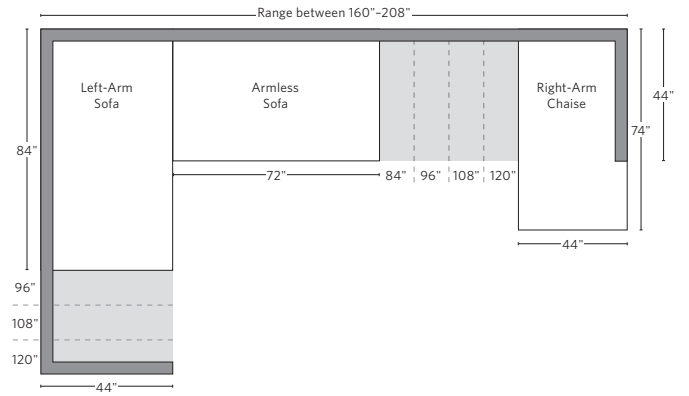 Range between 160"–208"
Left-Arm
Sofa
Armless
Sofa
Right-Arm
Chaise
44"
74"
84"
72"
84"
96"
108"
120"
44"
96"
108"
120"
44"